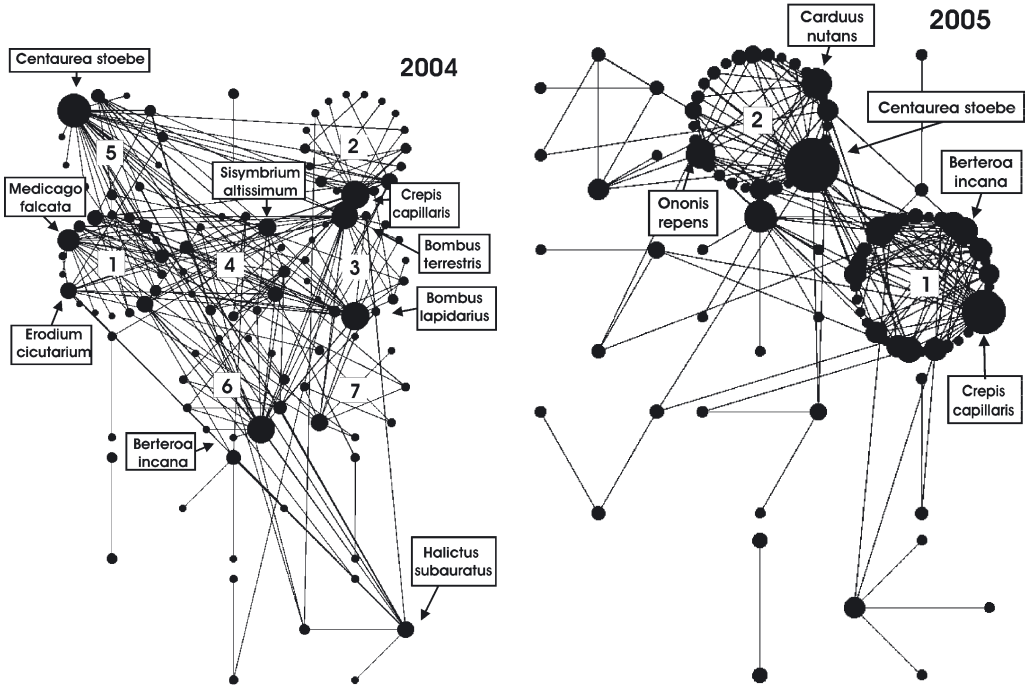 2004
Centaurea stoebe
5
2
Sisymbrium
altissimum
Medicago
falcata
Crepis
capillaris
Bombus
terrestris
1
4
3
Bombus
lapidarius
Erodium
cicutarium
6
7
Berteroa
incana
Halictus
subauratus
2005
Carduus
nutans
Centaurea stoebe
2
Berteroa
incana
Ononis
repens
1
Crepis
capillaris